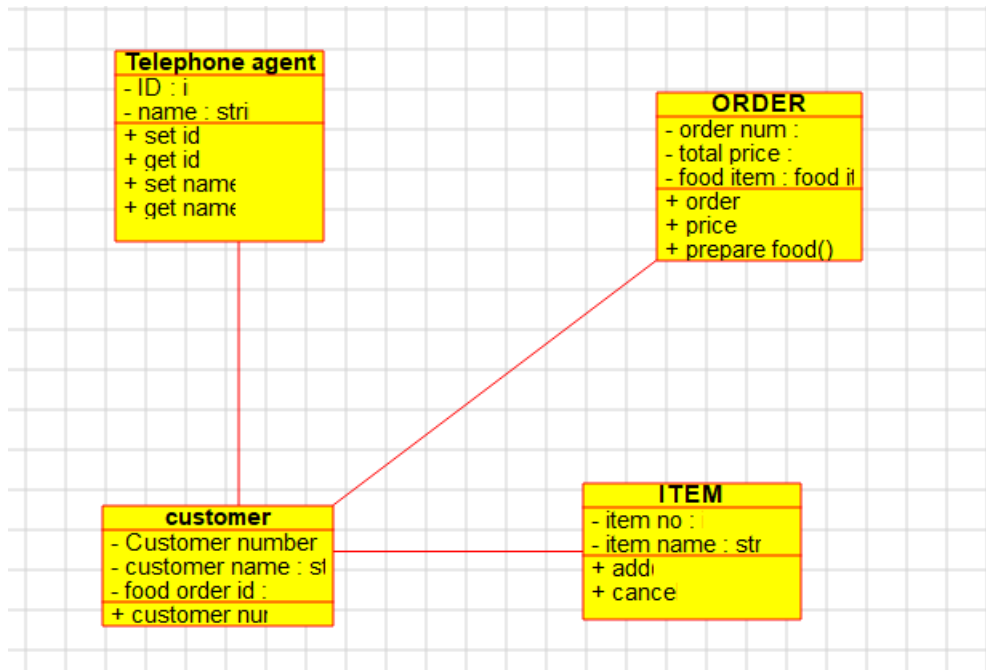 Telephone agent
- ID : i
- name : stri
+ set id
+ get id
+ set name
+ get name
ORDER
- order num :
- total price :
- food item : food it
+ order
+ price
+ prepare food()
customer
- Customer number
- customer name : st
- food order id :
+ customer nur
ITEM
- item no :
- item name : str
+ add(
+ cancel